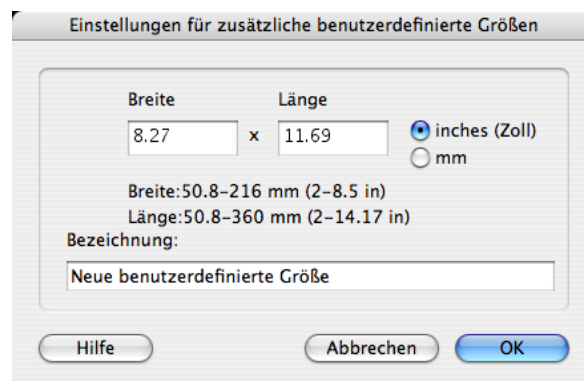 Einstellungen für zusätzliche benutzerdefinierte Größen
Breite Länge
8.27 x 11.69 inches (Zoll)
mm
Breite:50.8–216 mm (2–8.5 in)
Länge:50.8–360 mm (2–14.17 in)
Bezeichnung:
Neue benutzerdefinierte Größe
Hilfe Abbrechen OK